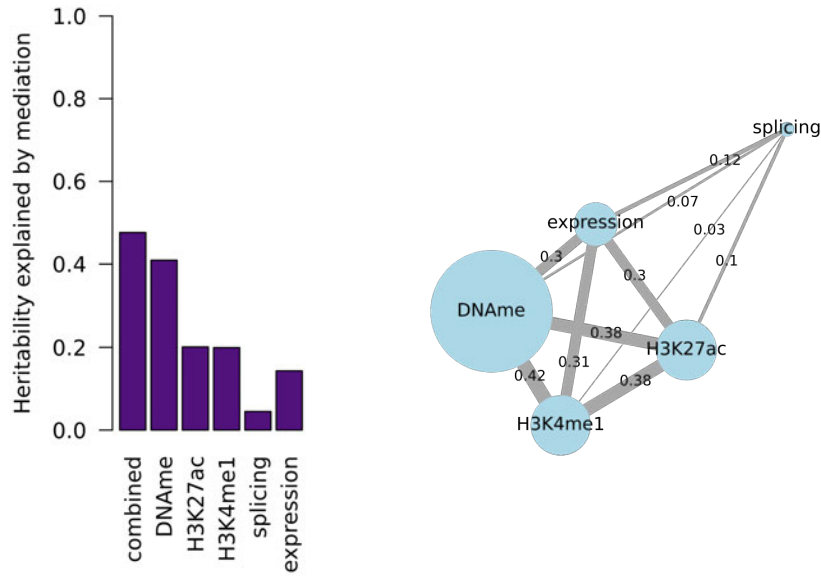 Heritability explained by mediation
1.0
0.8
0.6
0.4
0.2
0.0
combined
DNAme
H3K27ac
H3K4me1
splicing
expression
splicing
0.12
0.07
expression
0.03
0.3
0.1
0.3
DNAme
0.38
H3K27ac
0.31
0.42
0.38
H3K4me1